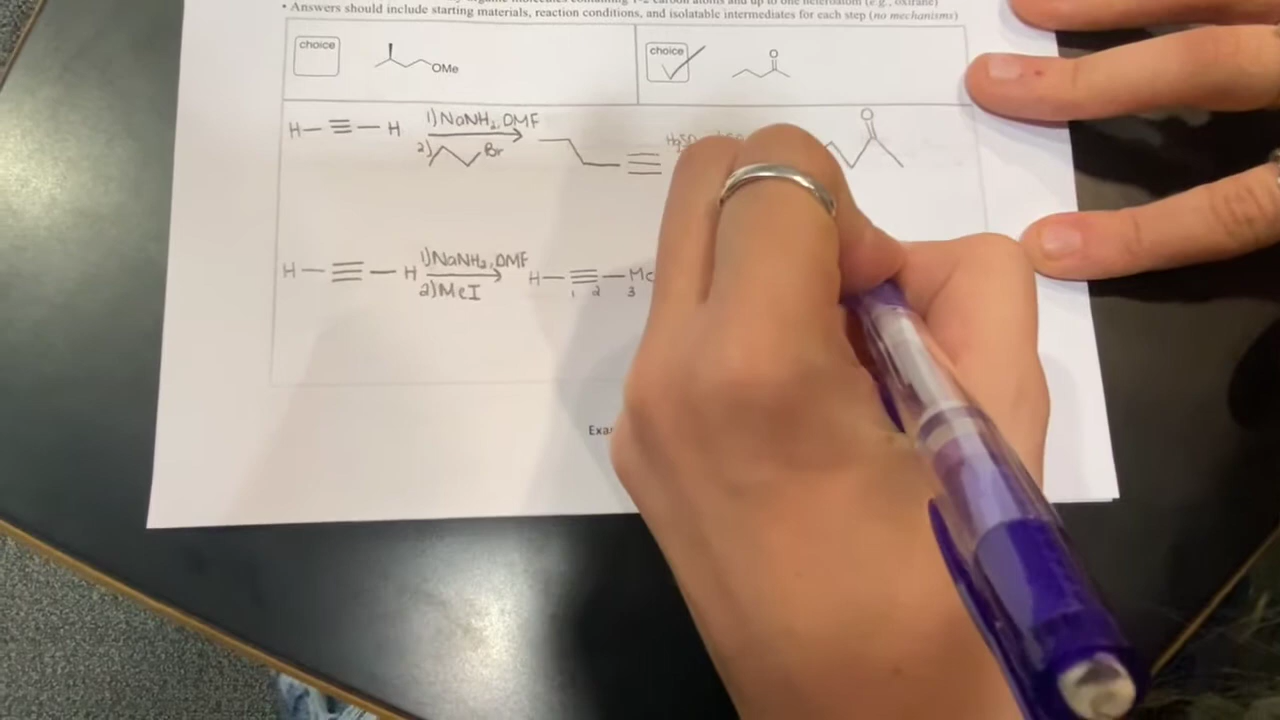 • Answers should include starting materials, reaction conditions, and isolatable intermediates for each step (no mechanisms)
choice
OMe
choice
O
H—≡—H 1) NaNH2, DMF
2) Br
O
H—≡—H 1) NaNH2, DMF
2) MeI
H—≡—Me
1 2 3